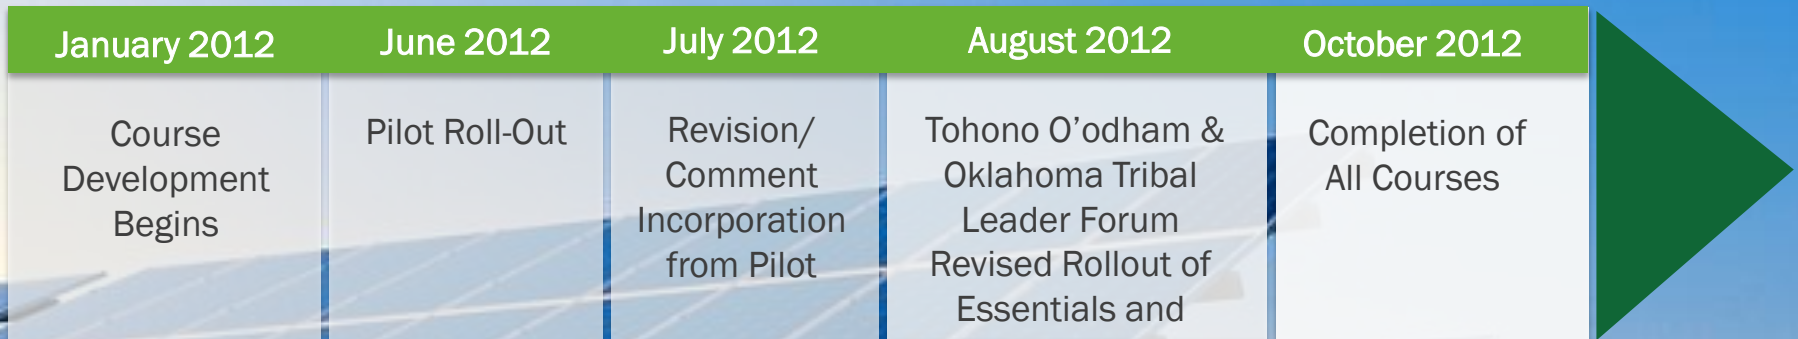 January 2012
June 2012
July 2012
August 2012
October 2012
Course
Development
Begins
Pilot Roll-Out
Revision/
Comment
Incorporation
from Pilot
Tohono O’odham &
Oklahoma Tribal
Leader Forum
Revised Rollout of
Essentials and
Completion of
All Courses